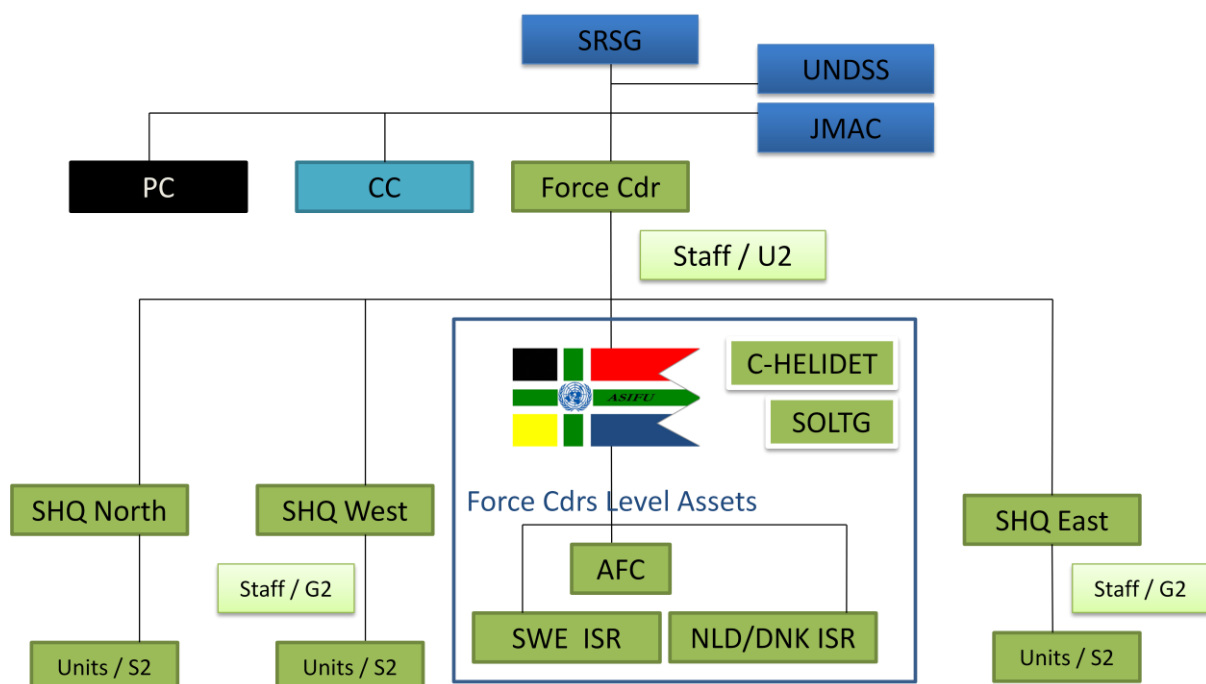 SRSG
UNDSS
JMAC
PC
CC
Force Cdr
Staff / U2
C-HELIDET
ASIFU
SOLTG
SHQ North
SHQ West
Force Cdrs Level Assets
SHQ East
AFC
Staff / G2
Staff / G2
SWE ISR
NLD/DNK ISR
Units / S2
Units / S2
Units / S2